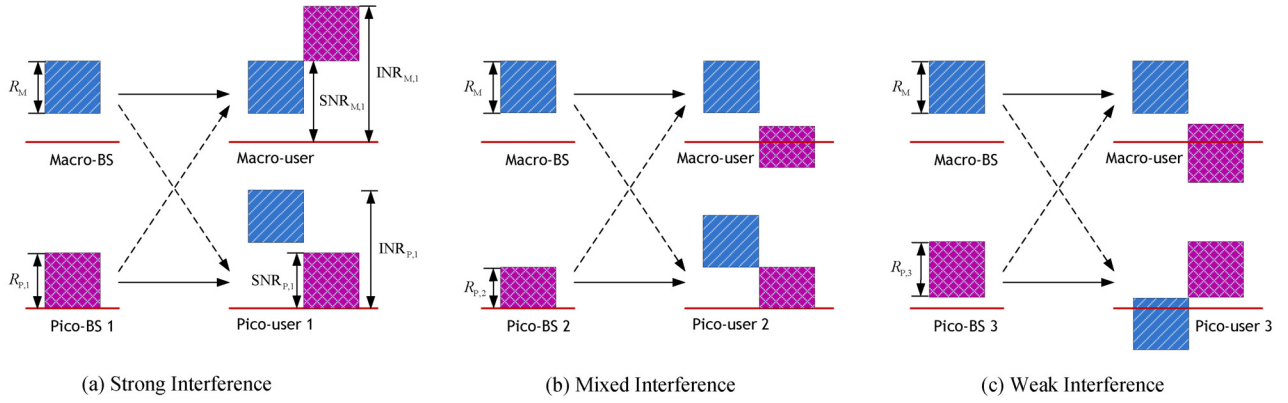 R_M
SNR_M,1
INR_M,1
Macro-BS
Macro-user
R_P,1
SNR_P,1
INR_P,1
Pico-BS 1
Pico-user 1
(a) Strong Interference
R_M
Macro-BS
Macro-user
R_P,2
Pico-BS 2
Pico-user 2
(b) Mixed Interference
R_M
Macro-BS
Macro-user
R_P,3
Pico-BS 3
Pico-user 3
(c) Weak Interference